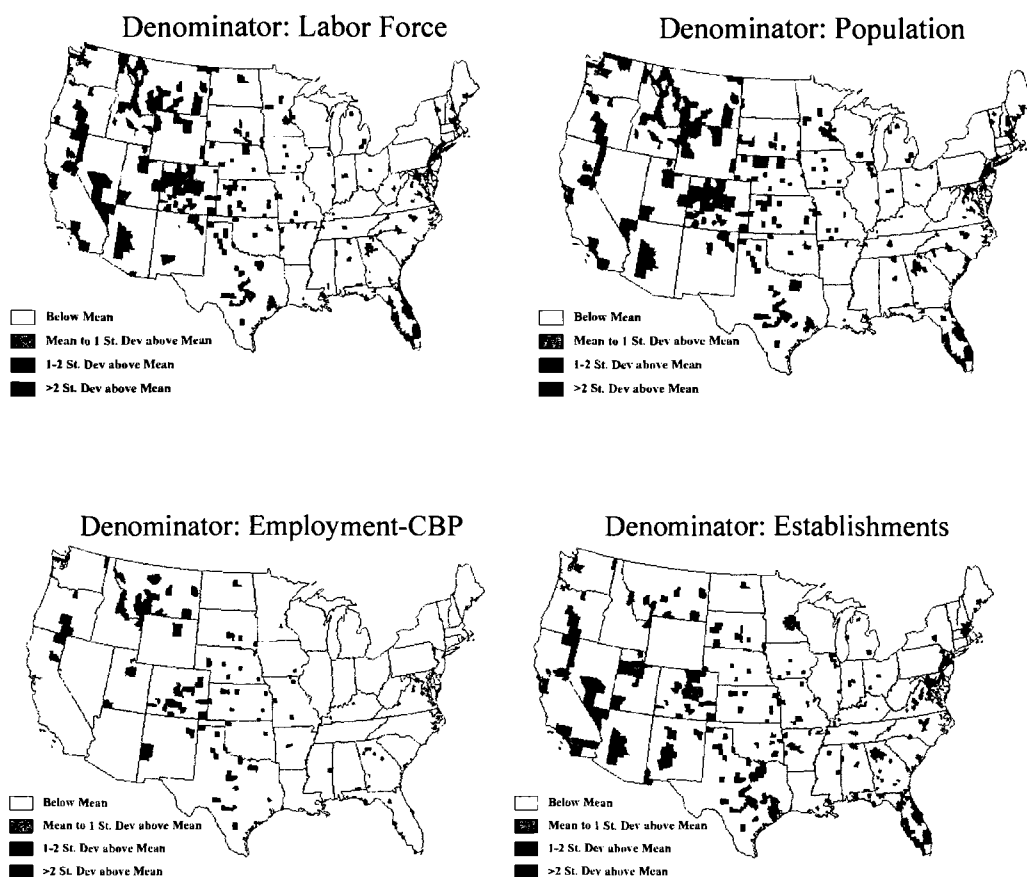 Denominator: Labor Force
Denominator: Population
Below Mean
Mean to 1 St. Dev above Mean
1-2 St. Dev above Mean
>2 St. Dev above Mean
Below Mean
Mean to 1 St. Dev above Mean
1-2 St. Dev above Mean
>2 St. Dev above Mean
Denominator: Employment-CBP
Denominator: Establishments
Below Mean
Mean to 1 St. Dev above Mean
1-2 St. Dev above Mean
>2 St. Dev above Mean
Below Mean
Mean to 1 St. Dev above Mean
1-2 St. Dev above Mean
>2 St. Dev above Mean